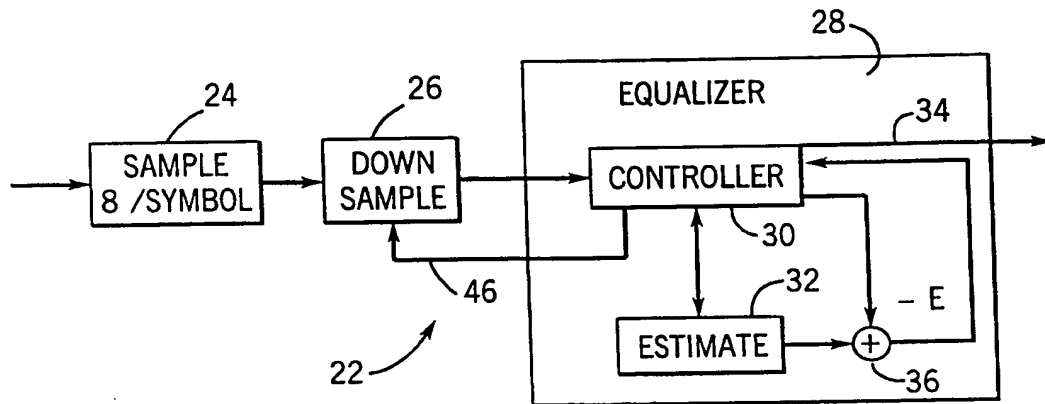 28
EQUALIZER
24
26
34
SAMPLE
8 /SYMBOL
DOWN
SAMPLE
CONTROLLER
30
46
32
- E
ESTIMATE
+
22
36